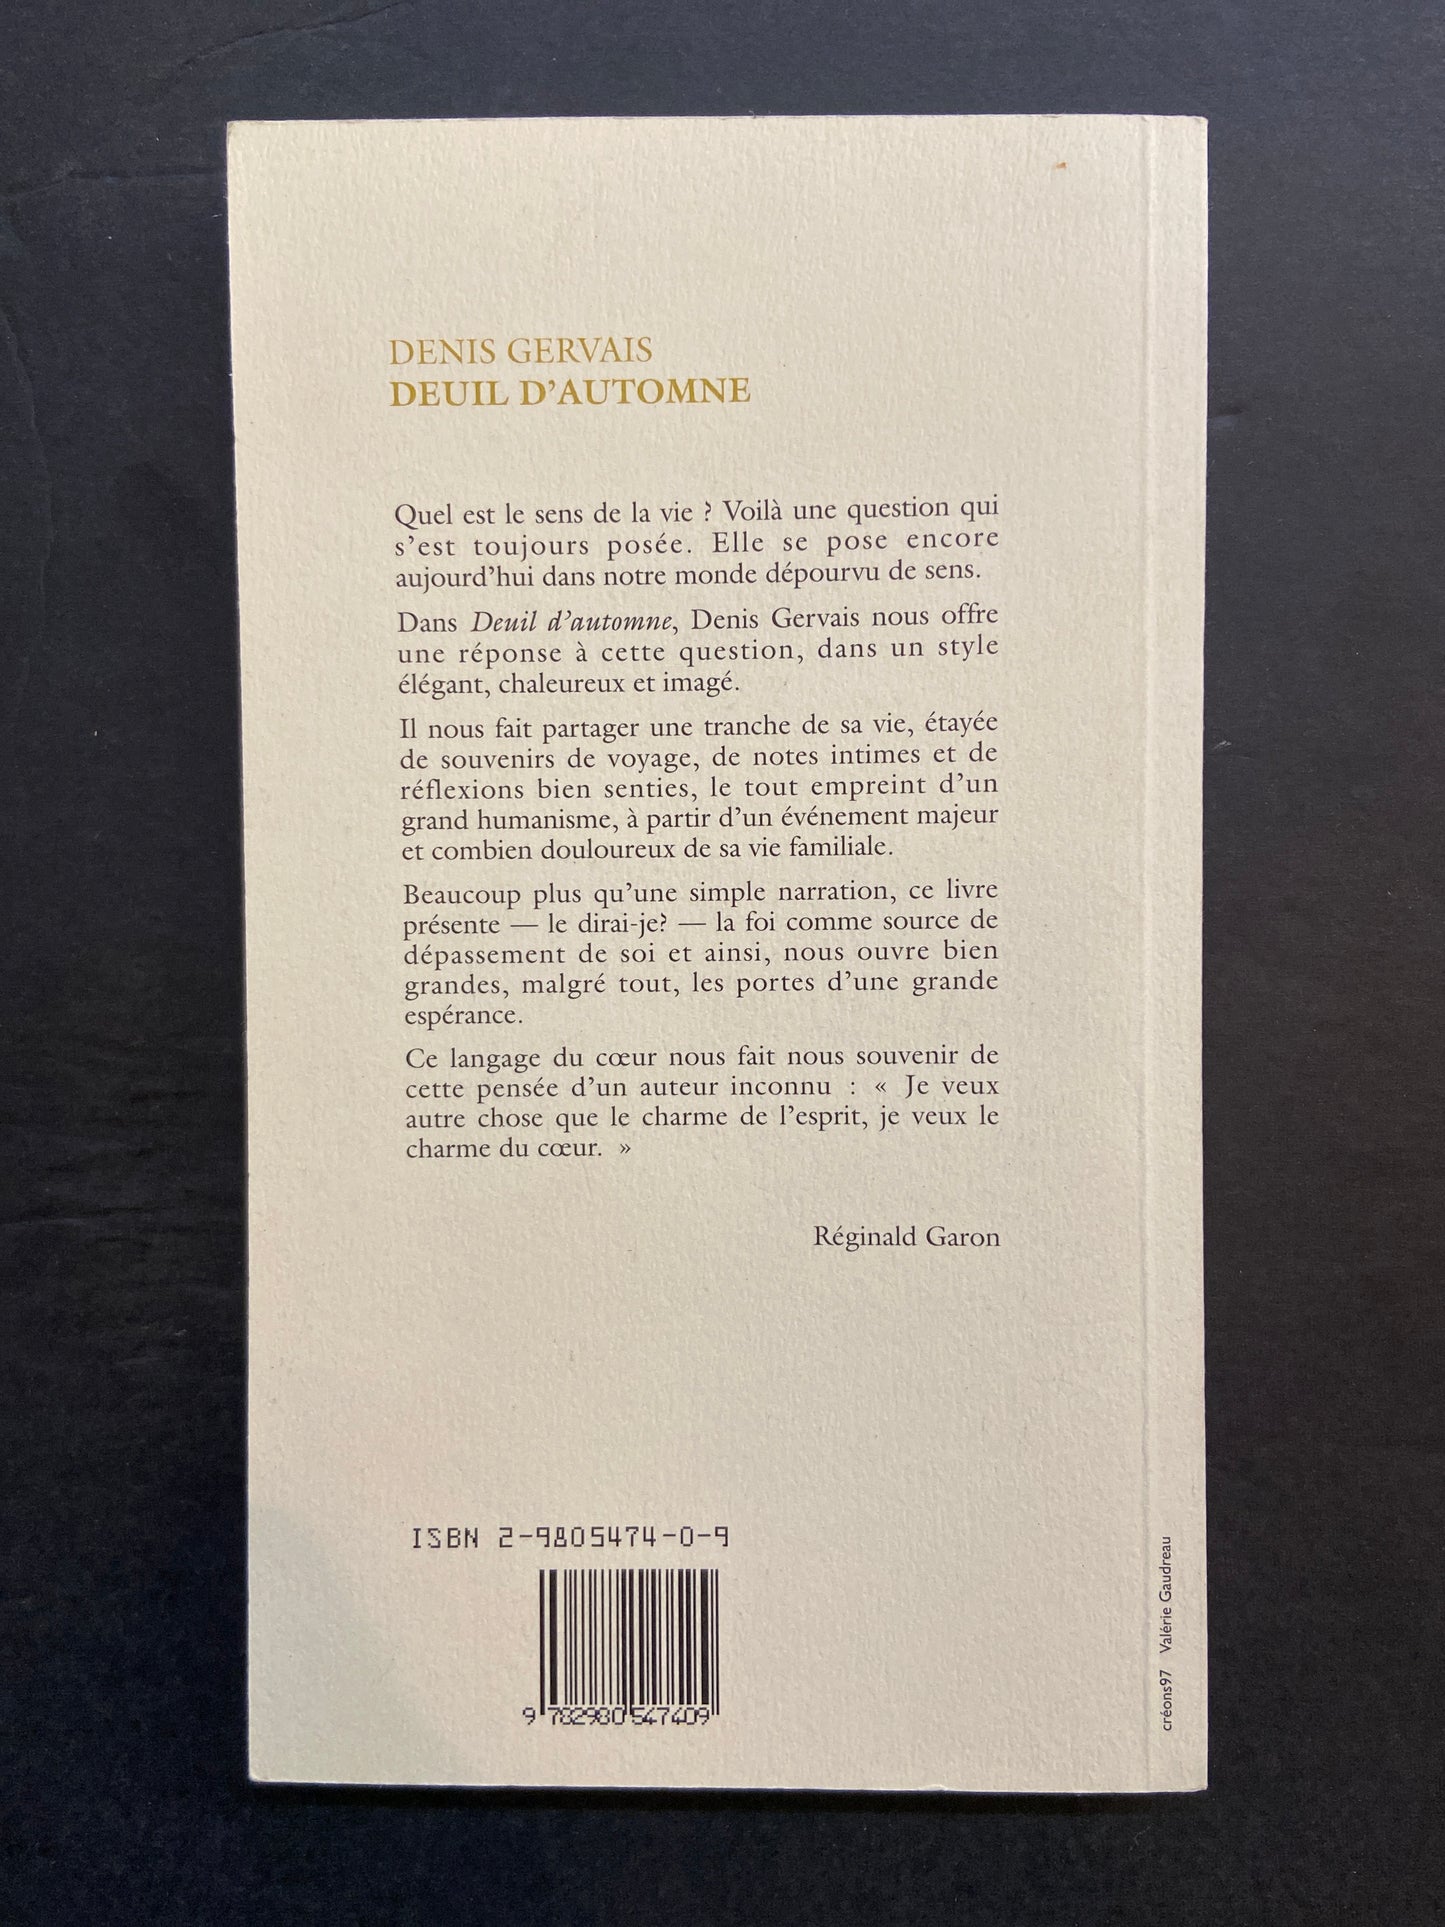 DENIS GERVAIS
DEUIL D'AUTOMNE
Quel est le sens de la vie ? Voilà une question qui
s'est toujours posée. Elle se pose encore
aujourd'hui dans notre monde dépourvu de sens.
Dans Deuil d'automne, Denis Gervais nous offre
une réponse à cette question, dans un style
élégant, chaleureux et imagé.
Il nous fait partager une tranche de sa vie, étayée
de souvenirs de voyage, de notes intimes et de
réflexions bien senties, le tout empreint d'un
grand humanisme, à partir d'un événement majeur
et combien douloureux de sa vie familiale.
Beaucoup plus qu'une simple narration, ce livre
présente — le dirai-je? — la foi comme source de
dépassement de soi et ainsi, nous ouvre bien
grandes, malgré tout, les portes d'une grande
espérance.
Ce langage du cœur nous fait nous souvenir de
cette pensée d'un auteur inconnu : « Je veux
autre chose que le charme de l'esprit, je veux le
charme du cœur. »
Réginald Garon
ISBN 2-9805474-0-9
9 782980 547409
créons97 Valérie Gaudreau